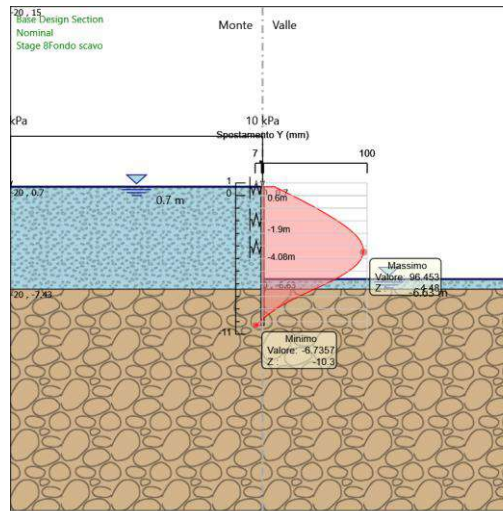 -20 , 15
Base Design Section
Nominal
Stage 8Fondo scavo
Monte
Valle
kPa
10 kPa
Spostamento Y (mm)
7
100
1
0
-20 , 0.7
0.7 m
0.6m
-1.9m
-4.08m
-20 , -7.43
-11
Massimo
Valore: 96.453
Z : -4.48
-6.63 m
Minimo
Valore: -6.7357
Z : -10.3